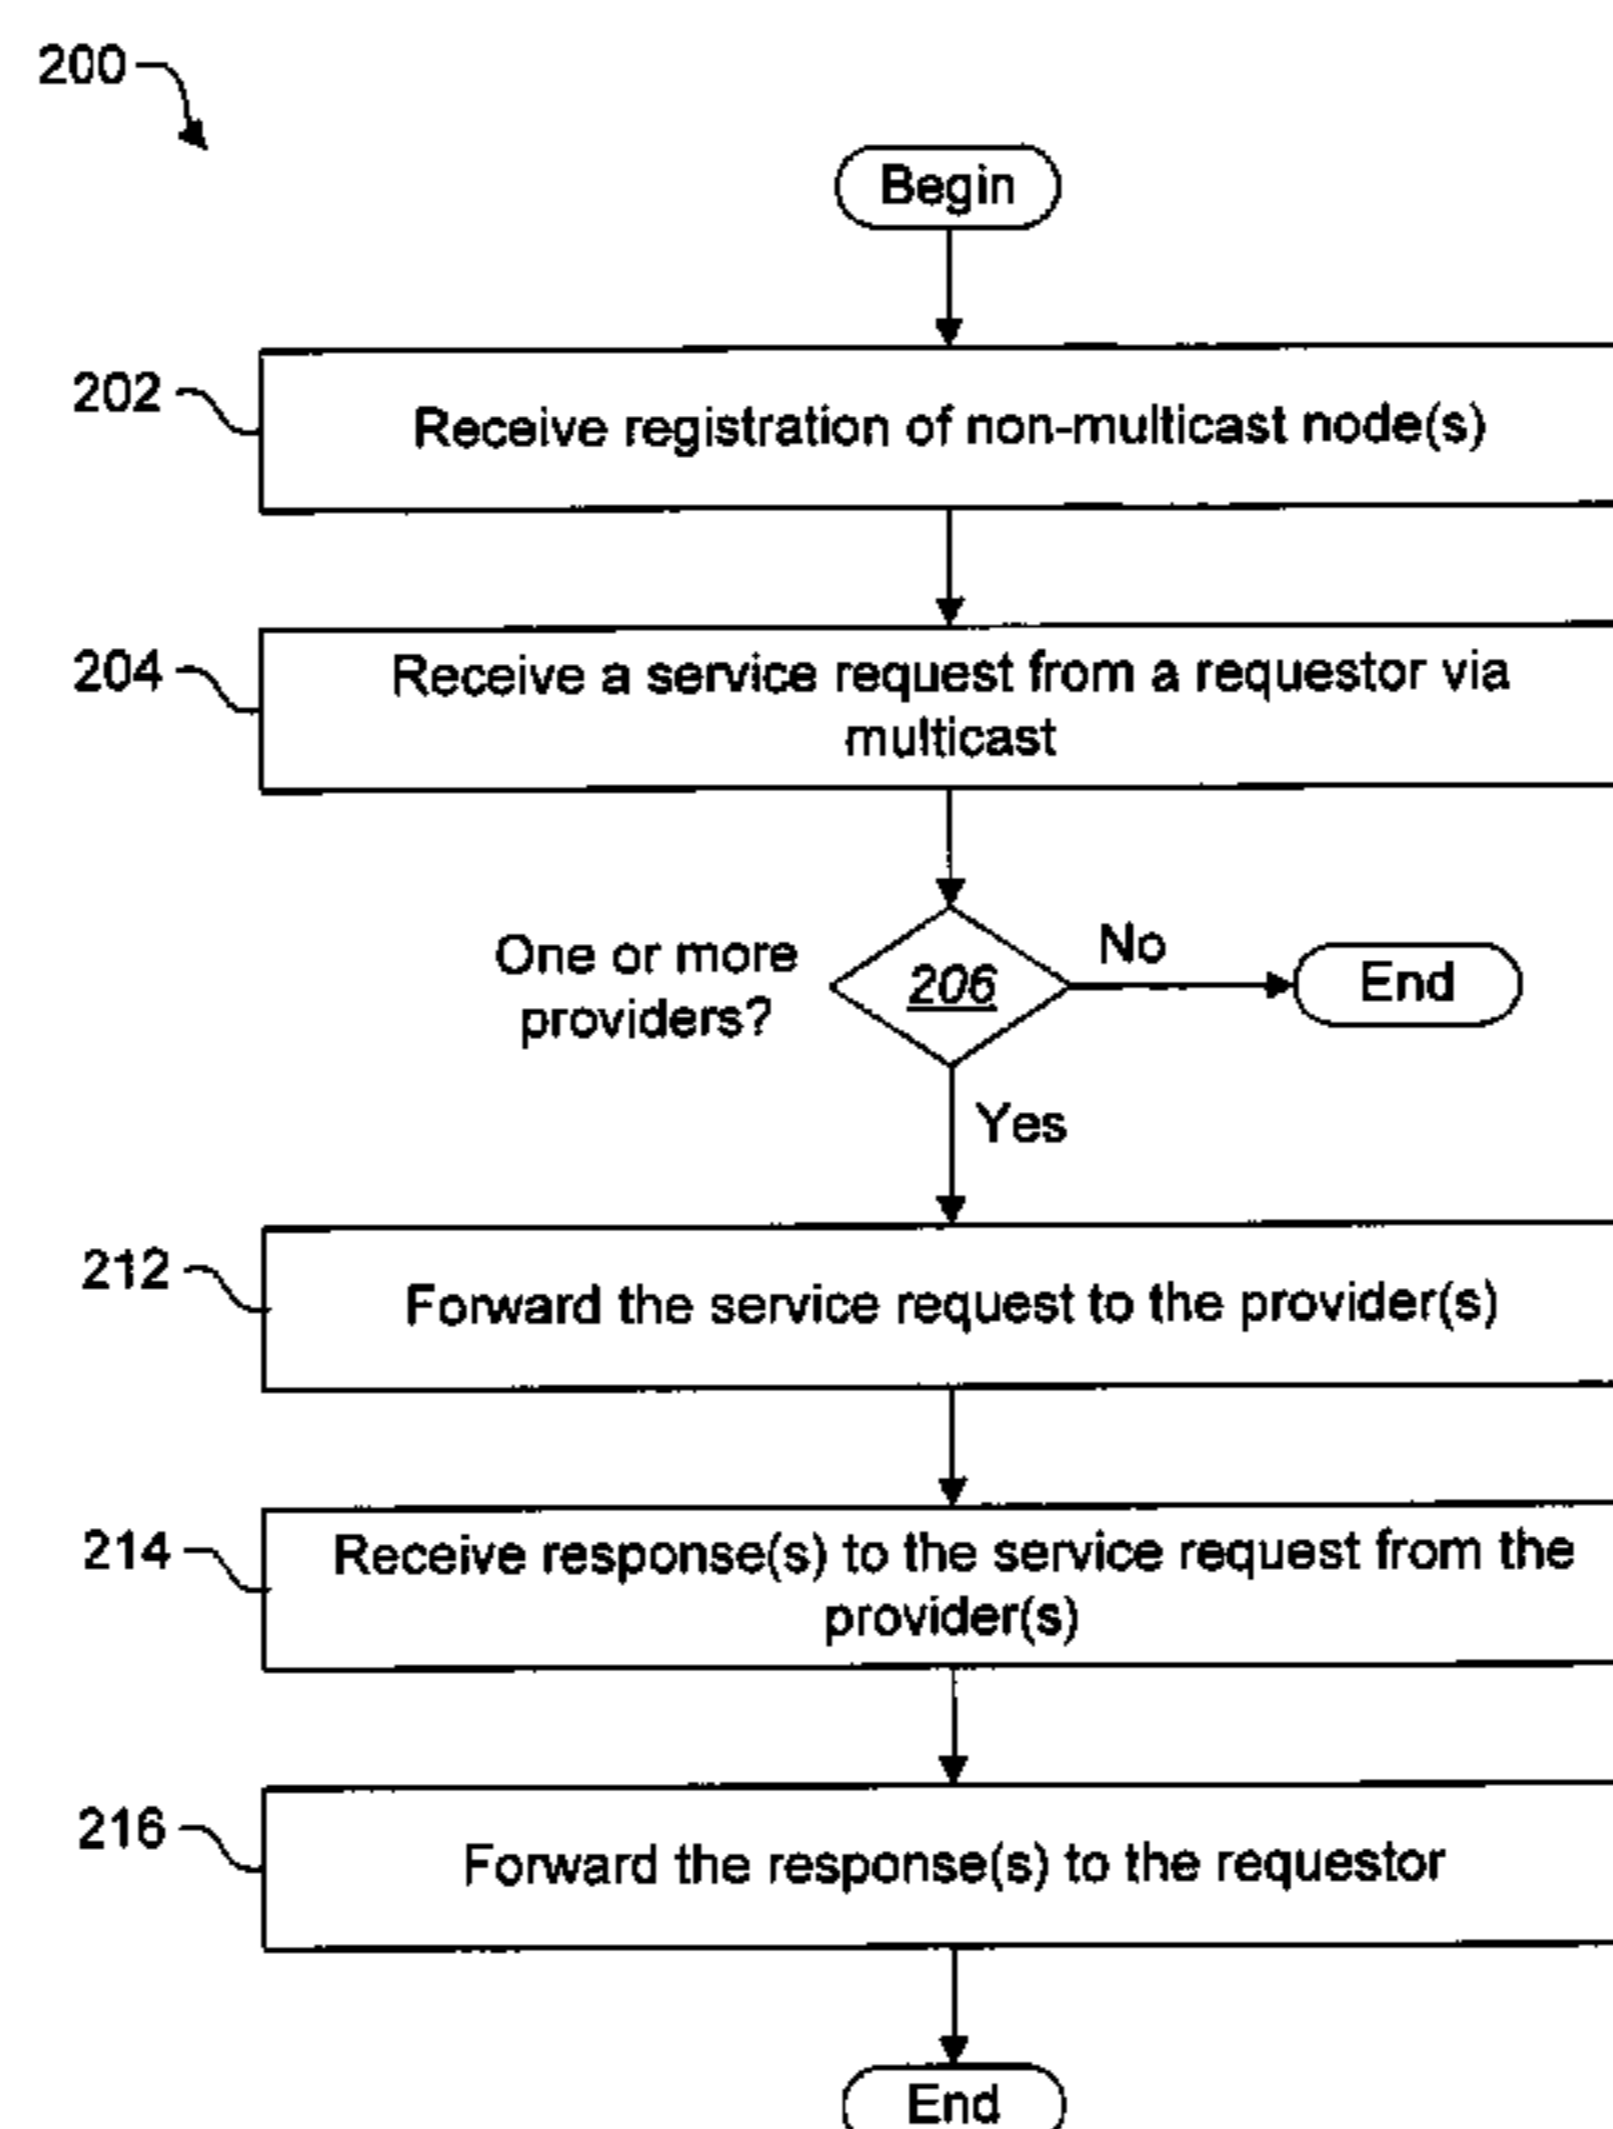 200
Begin
202
Receive registration of non-multicast node(s)
204
Receive a service request from a requestor via
multicast
One or more
providers?
206
No
End
Yes
212
Forward the service request to the provider(s)
214
Receive response(s) to the service request from the
provider(s)
216
Forward the response(s) to the requestor
End